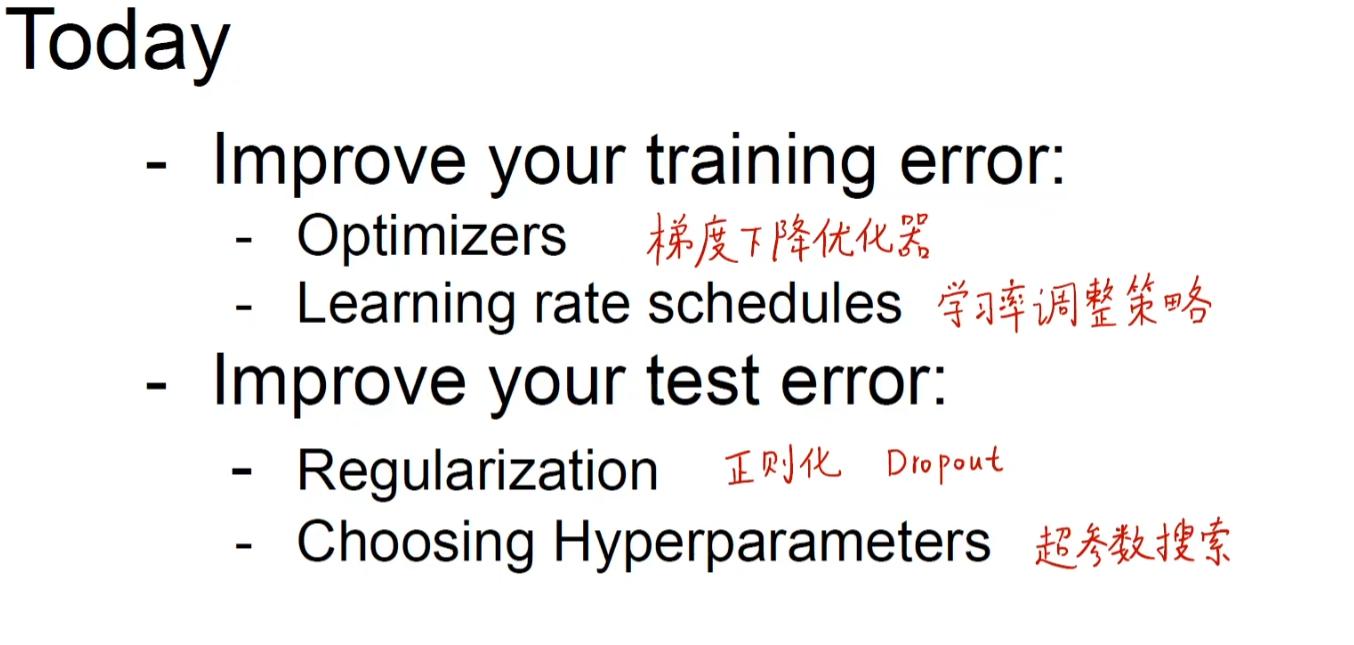 Today
- Improve your training error:
- Optimizers 梯度下降优化器
- Learning rate schedules 学习率调整策略
- Improve your test error:
- Regularization 正则化 Dropout
- Choosing Hyperparameters 超参数搜索